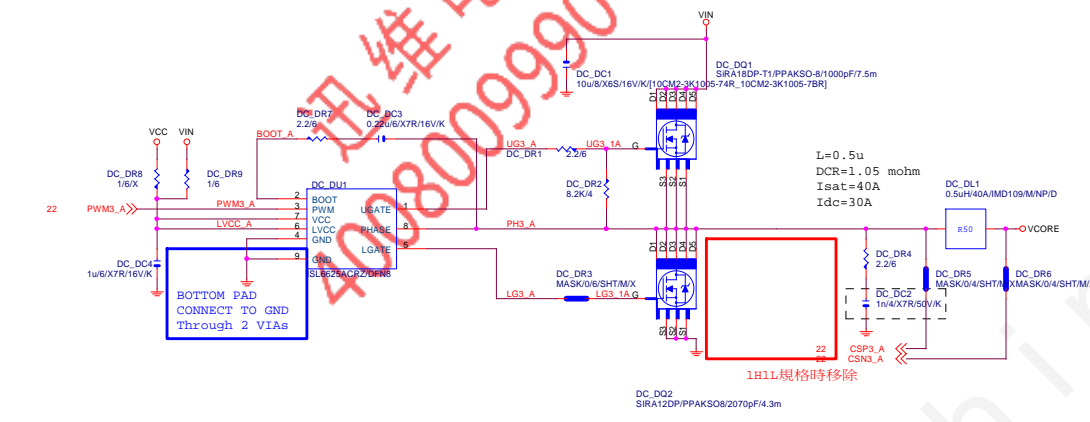 VIN
DC_DC1
10u/8/X6S/16V/K/[10CM2-3K1005-74R_10CM2-3K1005-7BR]
DC_DQ1
SiRA18DP-T1/PPAKSO-8/1000pF/7.5m
D1 D2 D3 D4 D5
G
S3 S2 S1
DC_DR7
2.2/6
DC_DC3
0.22u/6/X7R/16V/K
BOOT_A
VCC
VIN
DC_DR8
1/6/X
DC_DR9
1/6
UG3_A
DC_DR1
2.2/6
UG3_1A
DC_DR2
8.2K/4
22
PWM3_A
PWM3_A
LVCC_A
DC_DU1
2 BOOT
3 PWM
7 VCC
6 LVCC
4 GND
9 GND
UGATE 1
PHASE 8
LGATE 5
SL6625ACRZ/DFN8
PH3_A
DC_DC4
1u/6/X7R/16V/K
BOTTOM PAD
CONNECT TO GND
Through 2 VIAs
DC_DR3
MASK/0/6/SHT/M/X
LG3_A
LG3_1A
G
D1 D2 D3 D4 D5
S3 S2 S1
DC_DQ2
SIRA12DP/PPAKSO8/2070pF/4.3m
L=0.5u
DCR=1.05 mohm
Isat=40A
Idc=30A
DC_DL1
0.5uH/40A/IMD109/M/NP/D
R50
VCORE
DC_DR4
2.2/6
DC_DC2
1n/4/X7R/50V/K
DC_DR5
MASK/0/4/SHT/M/X
DC_DR6
MASK/0/4/SHT/M/
22 CSP3_A
22 CSN3_A
1H1L規格時移除
迅维
4008009990